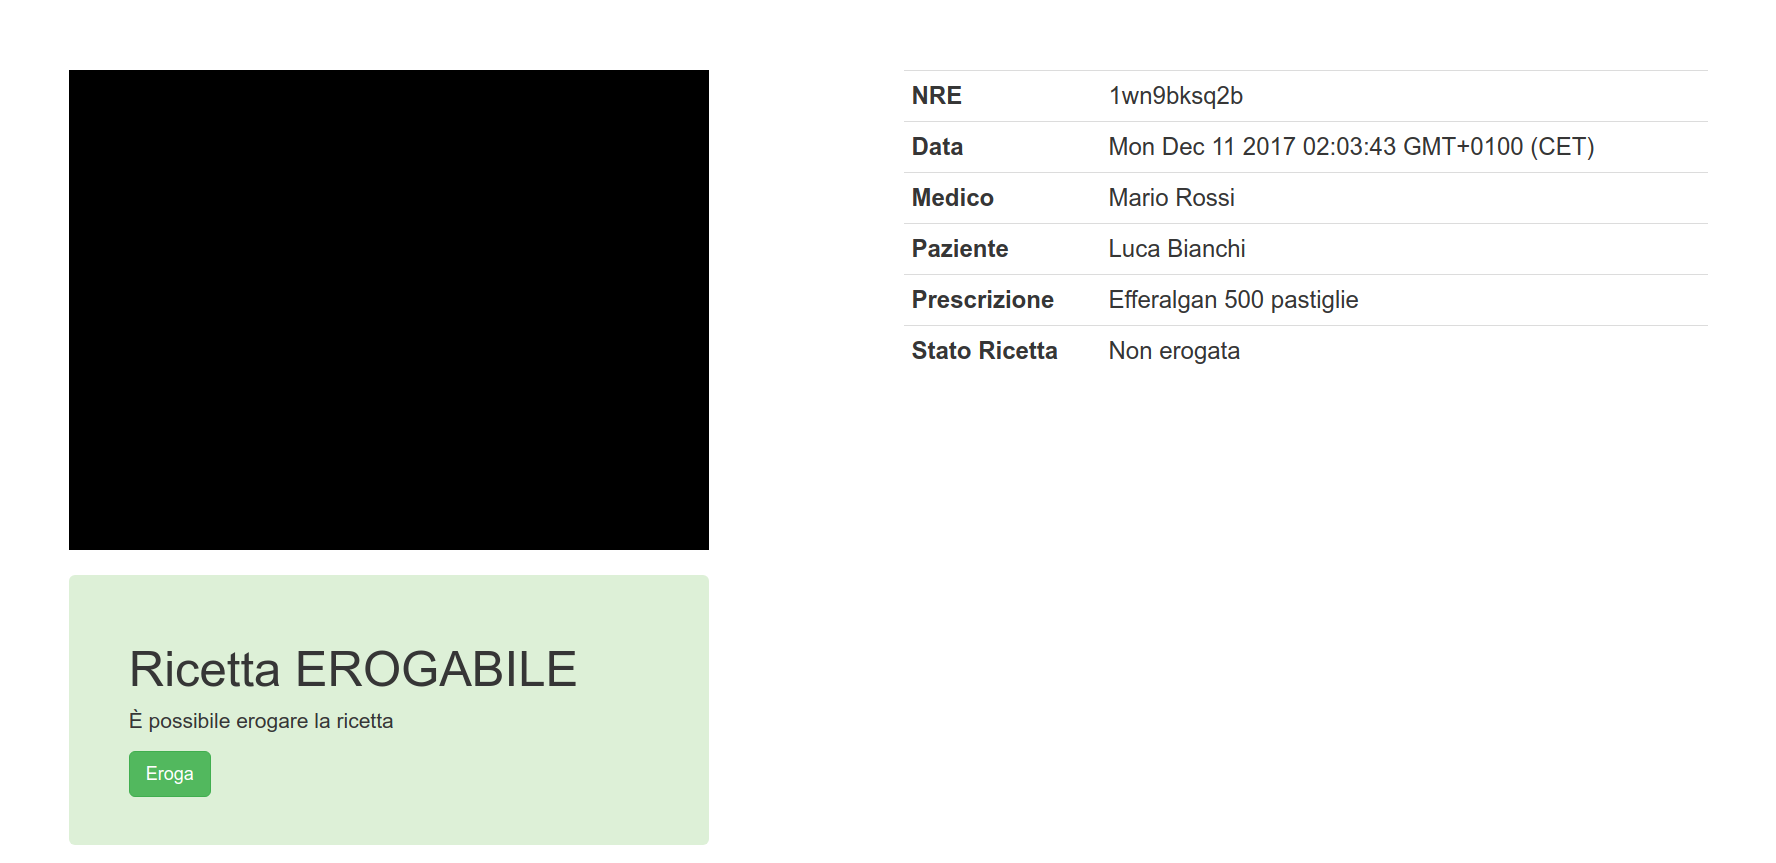 NRE 1wn9bksq2b
Data Mon Dec 11 2017 02:03:43 GMT+0100 (CET)
Medico Mario Rossi
Paziente Luca Bianchi
Prescrizione Efferalgan 500 pastiglie
Stato Ricetta Non erogata
Ricetta EROGABILE
È possibile erogare la ricetta
Eroga